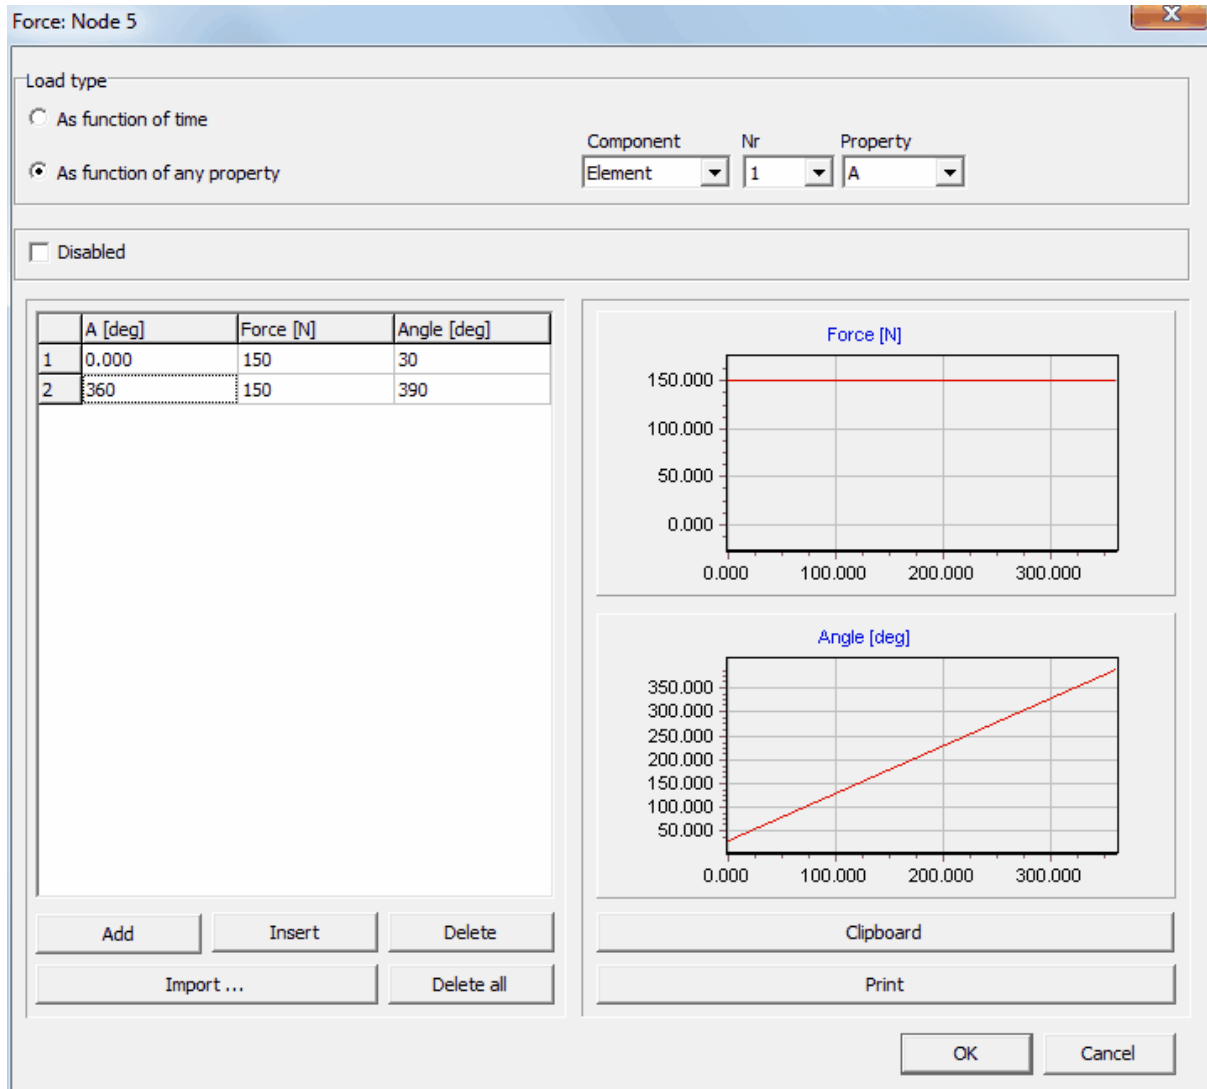 Force: Node 5
Load type
As function of time
Component Nr Property
As function of any property Element 1 A
Disabled
A [deg] Force [N] Angle [deg]
1 0.000 150 30
2 360 150 390
Force [N]
150.000
100.000
50.000
0.000
0.000 100.000 200.000 300.000
Angle [deg]
350.000
300.000
250.000
200.000
150.000
100.000
50.000
0.000 100.000 200.000 300.000
Add Insert Delete Clipboard
Import ... Delete all Print
OK Cancel